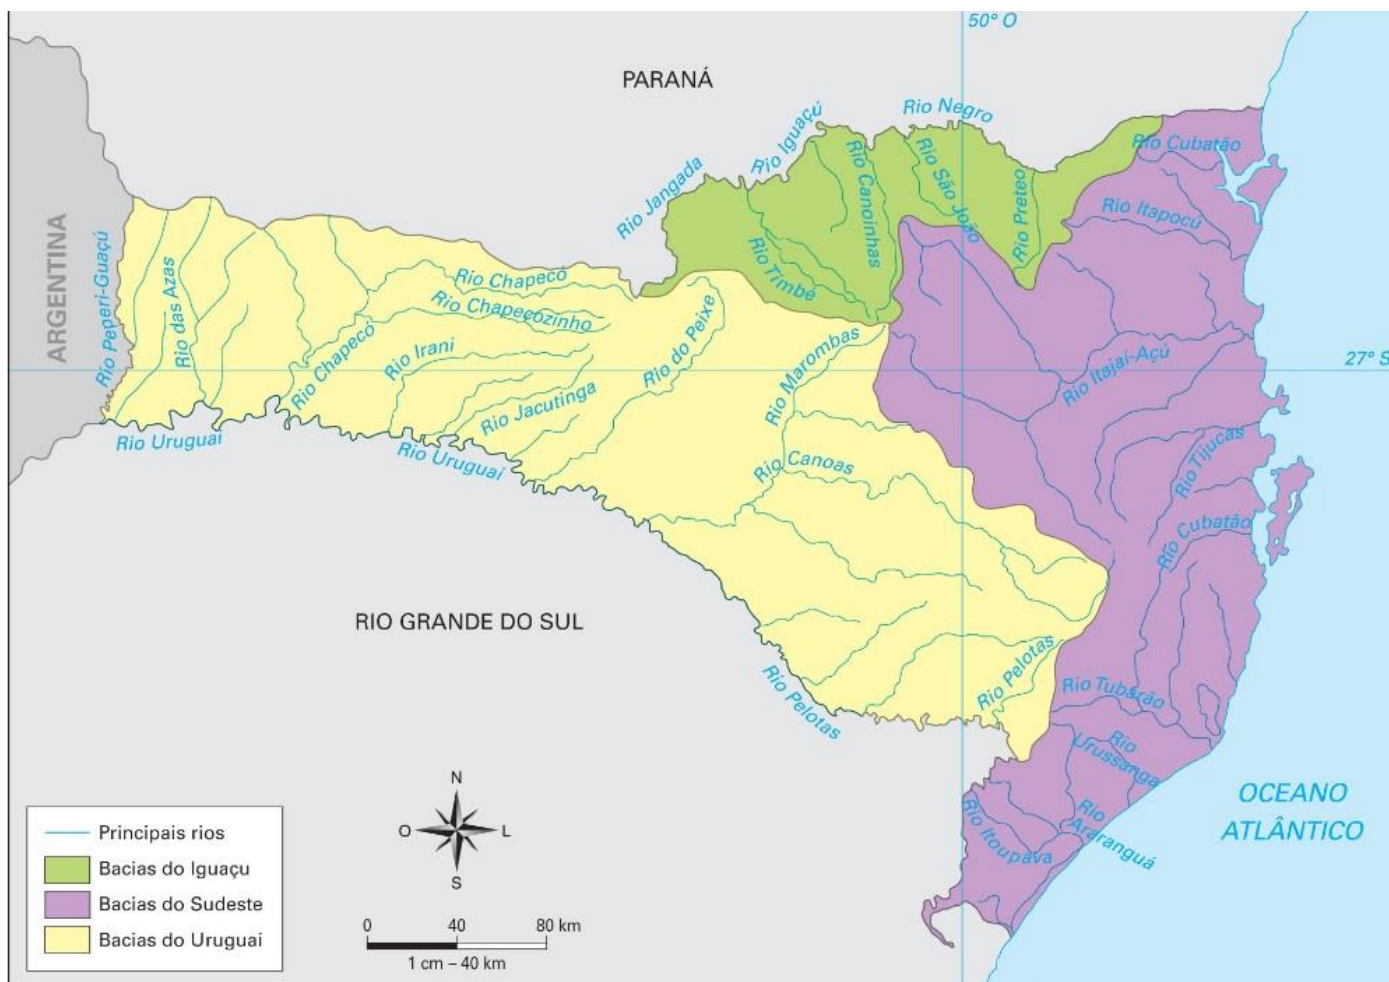 50° O
PARANÁ
Rio Negro
Rio Iguaçú
Rio Cubatão
Rio Jangada
Rio Canoinhas
Rio São João
Rio Preteo
Rio Itapocú
ARGENTINA
Rio Peperi-Guaçú
Rio das Azas
Rio Timbé
Rio Chapecó
Rio Chapecozinho
Rio do Peixe
Rio Chapecó
Rio Irani
Rio Marombas
Rio Itajaí-Açú
27° S
Rio Jacutinga
Rio Uruguai
Rio Uruguai
Rio Canoas
Rio Tijucas
Rio Cubatão
RIO GRANDE DO SUL
Rio Pelotas
Rio Pelotas
Rio Tubarão
Rio
Urussanga
Rio
Araranguá
Rio Itoupava
OCEANO
ATLÂNTICO
N
O
L
S
Principais rios
Bacias do Iguaçu
Bacias do Sudeste
Bacias do Uruguai
0 40 80 km
1 cm – 40 km